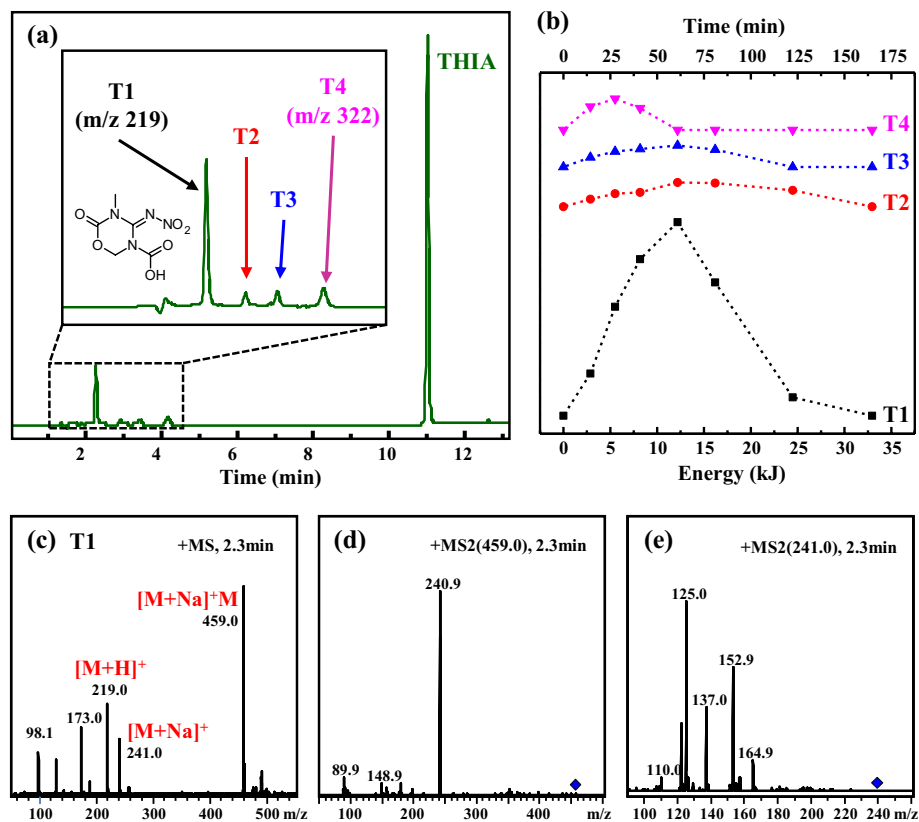 (a)
THIA
T1
(m/z 219)
T2
T3
T4
(m/z 322)
N
N
NO2
O
O
N
O
OH
2 4 6 8 10 12
Time (min)
(b)
Time (min)
0 25 50 75 100 125 150 175
T4
T3
T2
T1
0 5 10 15 20 25 30 35
Energy (kJ)
(c) T1
+MS, 2.3min
[M+Na]+M
459.0
[M+H]+
219.0
173.0
[M+Na]+
241.0
98.1
100 200 300 400 500 m/z
(d)
+MS2(459.0), 2.3min
240.9
89.9
148.9
100 200 300 400 m/z
(e)
+MS2(241.0), 2.3min
125.0
152.9
137.0
110.0
164.9
100 120 140 160 180 200 220 240 260 m/z